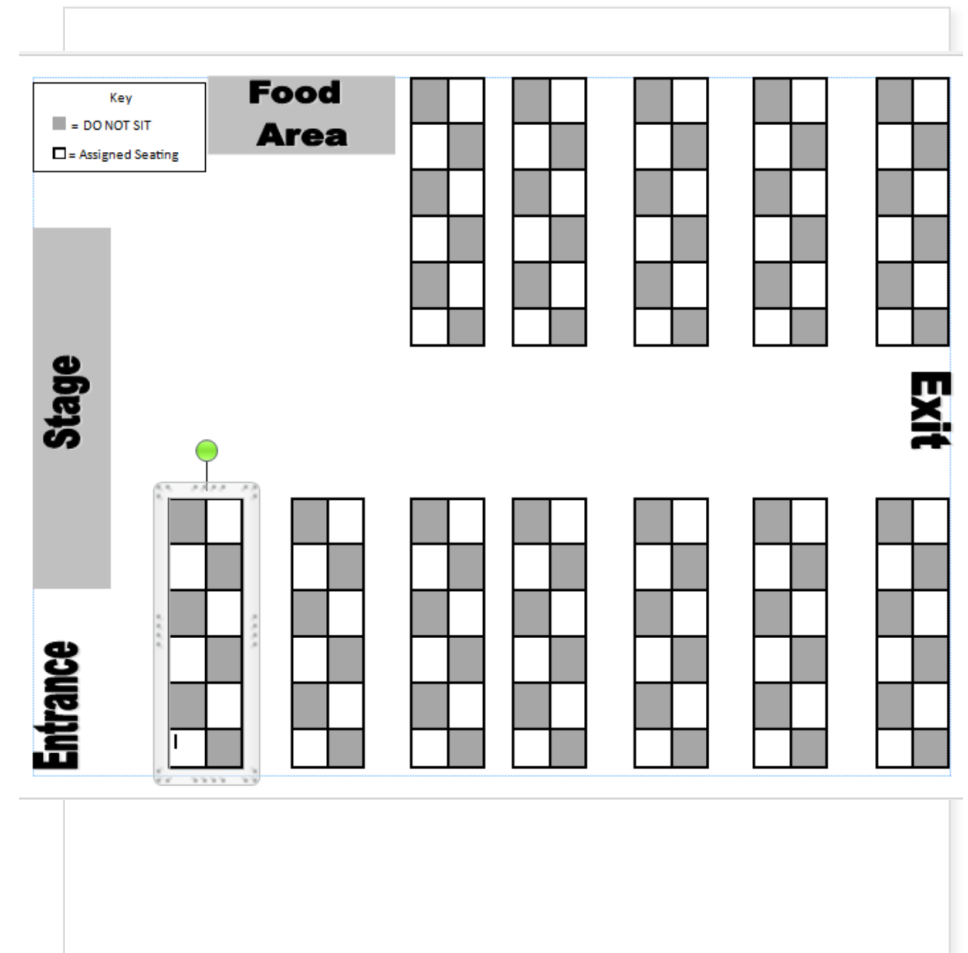 Key
= DO NOT SIT
= Assigned Seating
Food
Area
Stage
Exit
Entrance